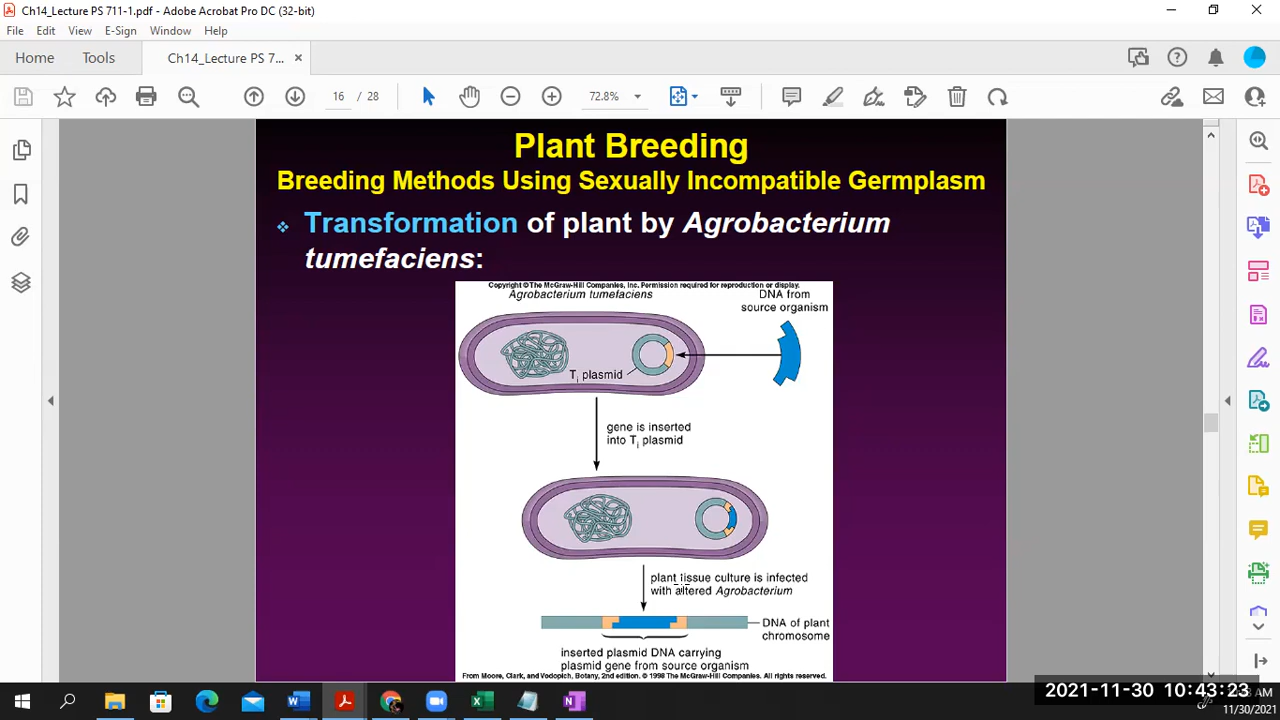 Ch14_Lecture PS 711-1.pdf - Adobe Acrobat Pro DC (32-bit)
File Edit View E-Sign Window Help
Home Tools Ch14_Lecture PS 7... ×
16 / 28 72.8%
Plant Breeding
Breeding Methods Using Sexually Incompatible Germplasm
❖ Transformation of plant by Agrobacterium
tumefaciens:
Copyright © The McGraw-Hill Companies, Inc. Permission required for reproduction or display.
Agrobacterium tumefaciens
DNA from
source organism
Ti plasmid
gene is inserted
into Ti plasmid
plant tissue culture is infected
with altered Agrobacterium
DNA of plant
chromosome
inserted plasmid DNA carrying
plasmid gene from source organism
From Moore, Clark, and Vodopich, Botany, 2nd edition. © 1998 The McGraw-Hill Companies. All rights reserved.
2021-11-30 10:43:23
11/30/2021